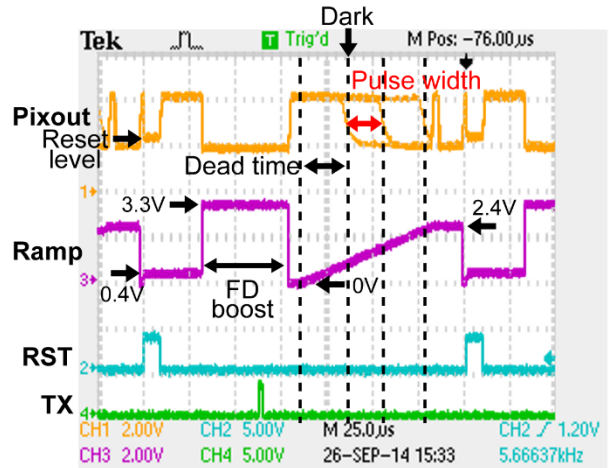 Dark
Tek
T Trig'd
M Pos: -76.00µs
Pulse width
Pixout
Reset
level
Dead time
1
3.3V
2.4V
Ramp
3
0.4V
FD
boost
0V
RST
2
TX
4
CH1 2.00V CH2 5.00V M 25.0µs CH2 / 1.20V
CH3 2.00V CH4 5.00V 26-SEP-14 15:33 5.66637kHz